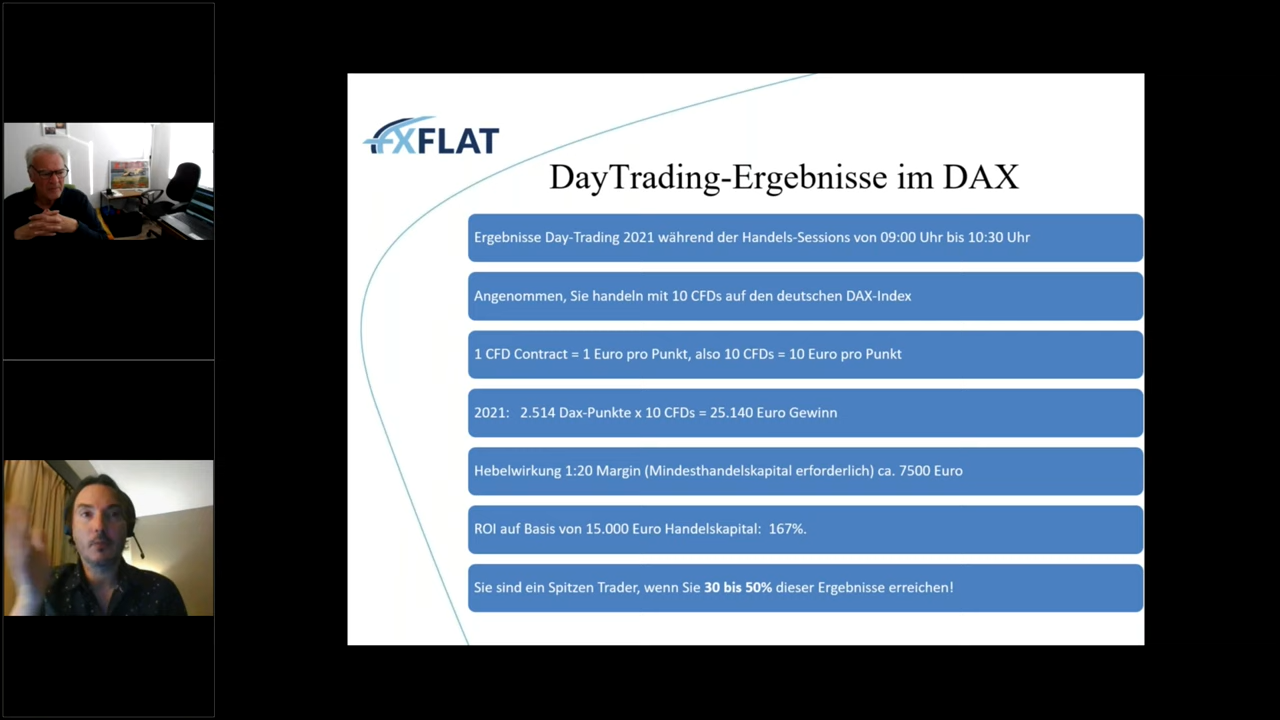 FXFLAT
DayTrading-Ergebnisse im DAX
Ergebnisse Day-Trading 2021 während der Handels-Sessions von 09:00 Uhr bis 10:30 Uhr
Angenommen, Sie handeln mit 10 CFDs auf den deutschen DAX-Index
1 CFD Contract = 1 Euro pro Punkt, also 10 CFDs = 10 Euro pro Punkt
2021: 2.514 Dax-Punkte x 10 CFDs = 25.140 Euro Gewinn
Hebelwirkung 1:20 Margin (Mindesthandelskapital erforderlich) ca. 7500 Euro
ROI auf Basis von 15.000 Euro Handelskapital: 167%.
Sie sind ein Spitzen Trader, wenn Sie 30 bis 50% dieser Ergebnisse erreichen!